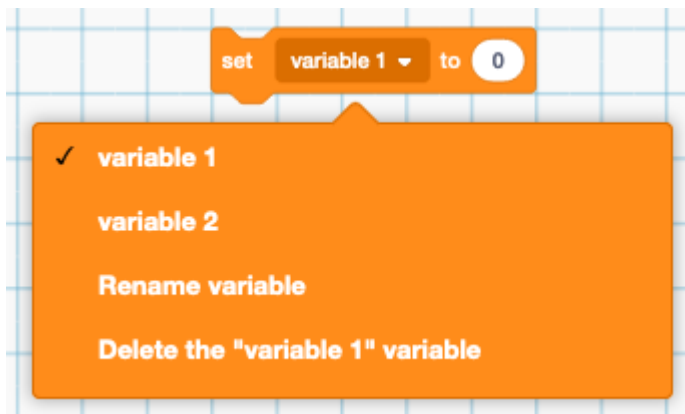 set variable 1 to 0
variable 1
variable 2
Rename variable
Delete the "variable 1" variable